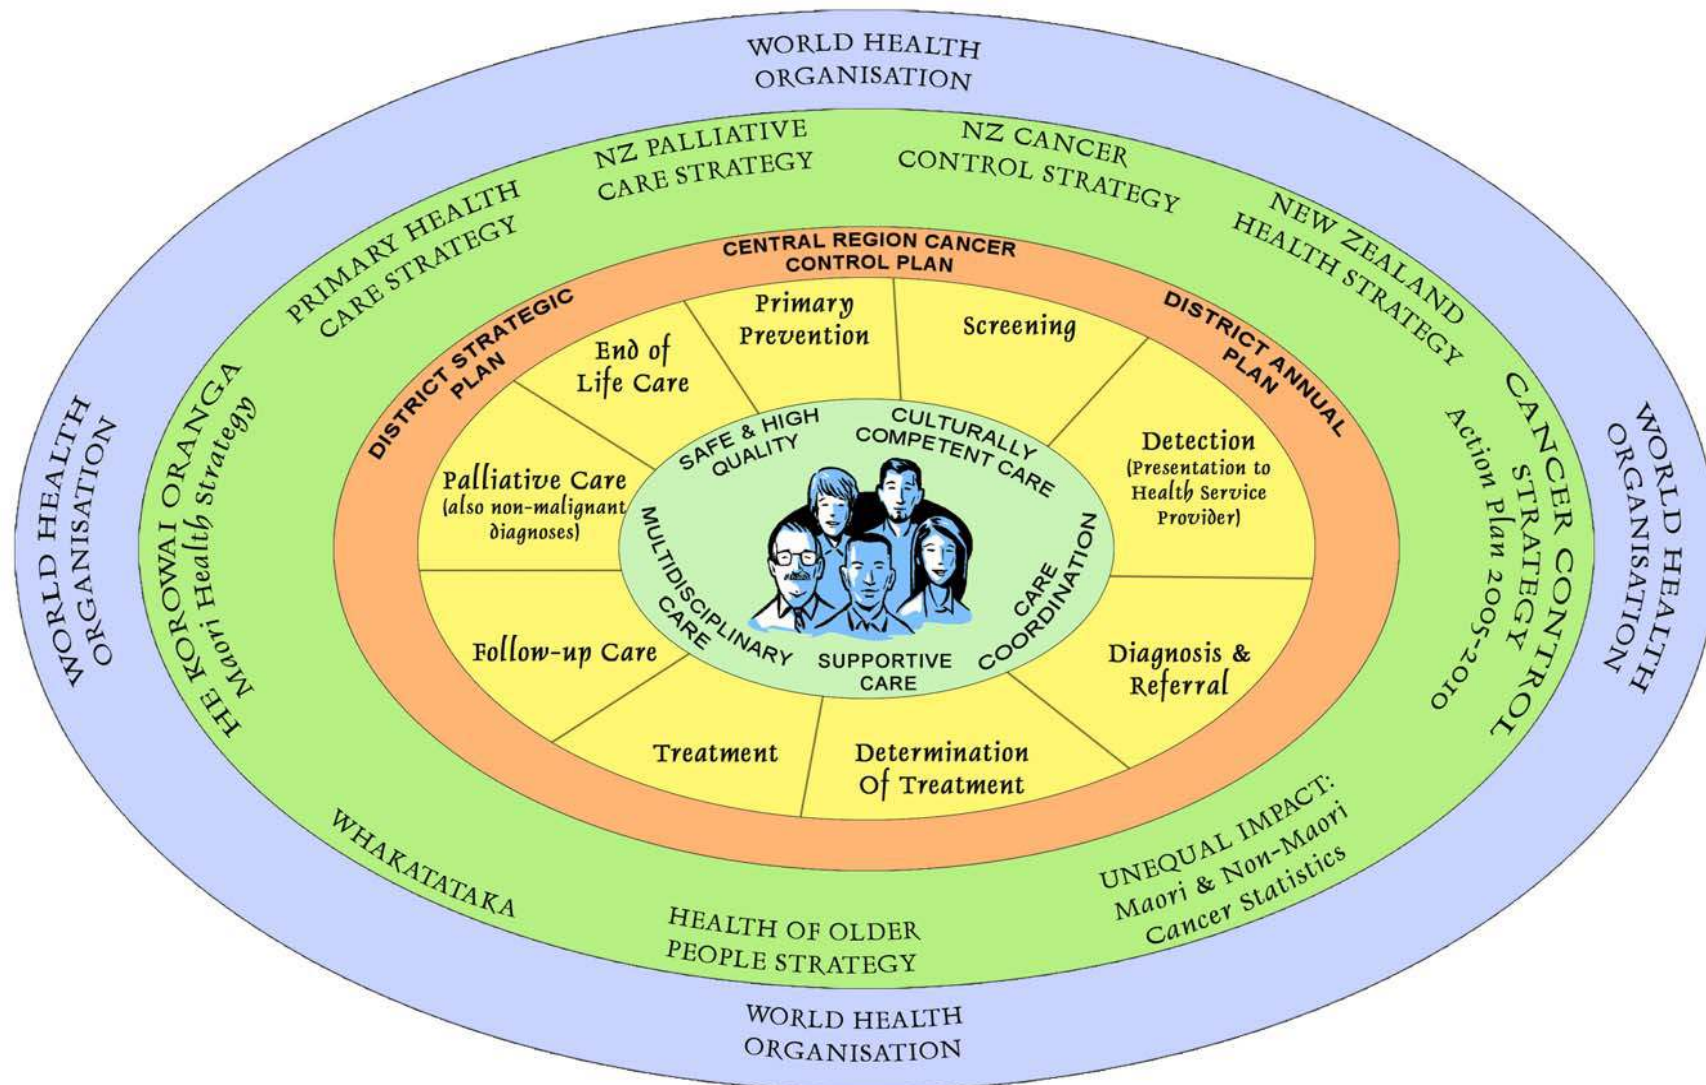 WORLD HEALTH
ORGANISATION
NZ PALLIATIVE
CARE STRATEGY
NZ CANCER
CONTROL STRATEGY
PRIMARY HEALTH
CARE STRATEGY
NEW ZEALAND
HEALTH STRATEGY
HE KOROWAI ORANGA
Maori Health Strategy
CANCER CONTROL
STRATEGY
Action Plan 2005-2010
WORLD HEALTH
ORGANISATION
WORLD HEALTH
ORGANISATION
CENTRAL REGION CANCER
CONTROL PLAN
DISTRICT STRATEGIC
PLAN
DISTRICT ANNUAL
PLAN
Primary
Prevention
Screening
End of
Life Care
Detection
(Presentation to
Health Service
Provider)
Palliative Care
(also non-malignant
diagnoses)
SAFE & HIGH
QUALITY
CULTURALLY
COMPETENT CARE
MULTIDISCIPLINARY
CARE
CARE
COORDINATION
SUPPORTIVE
CARE
Follow-up Care
Diagnosis &
Referral
Treatment
Determination
Of Treatment
WHAKATATAKA
HEALTH OF OLDER
PEOPLE STRATEGY
UNEQUAL IMPACT:
Maori & Non-Maori
Cancer Statistics
WORLD HEALTH
ORGANISATION